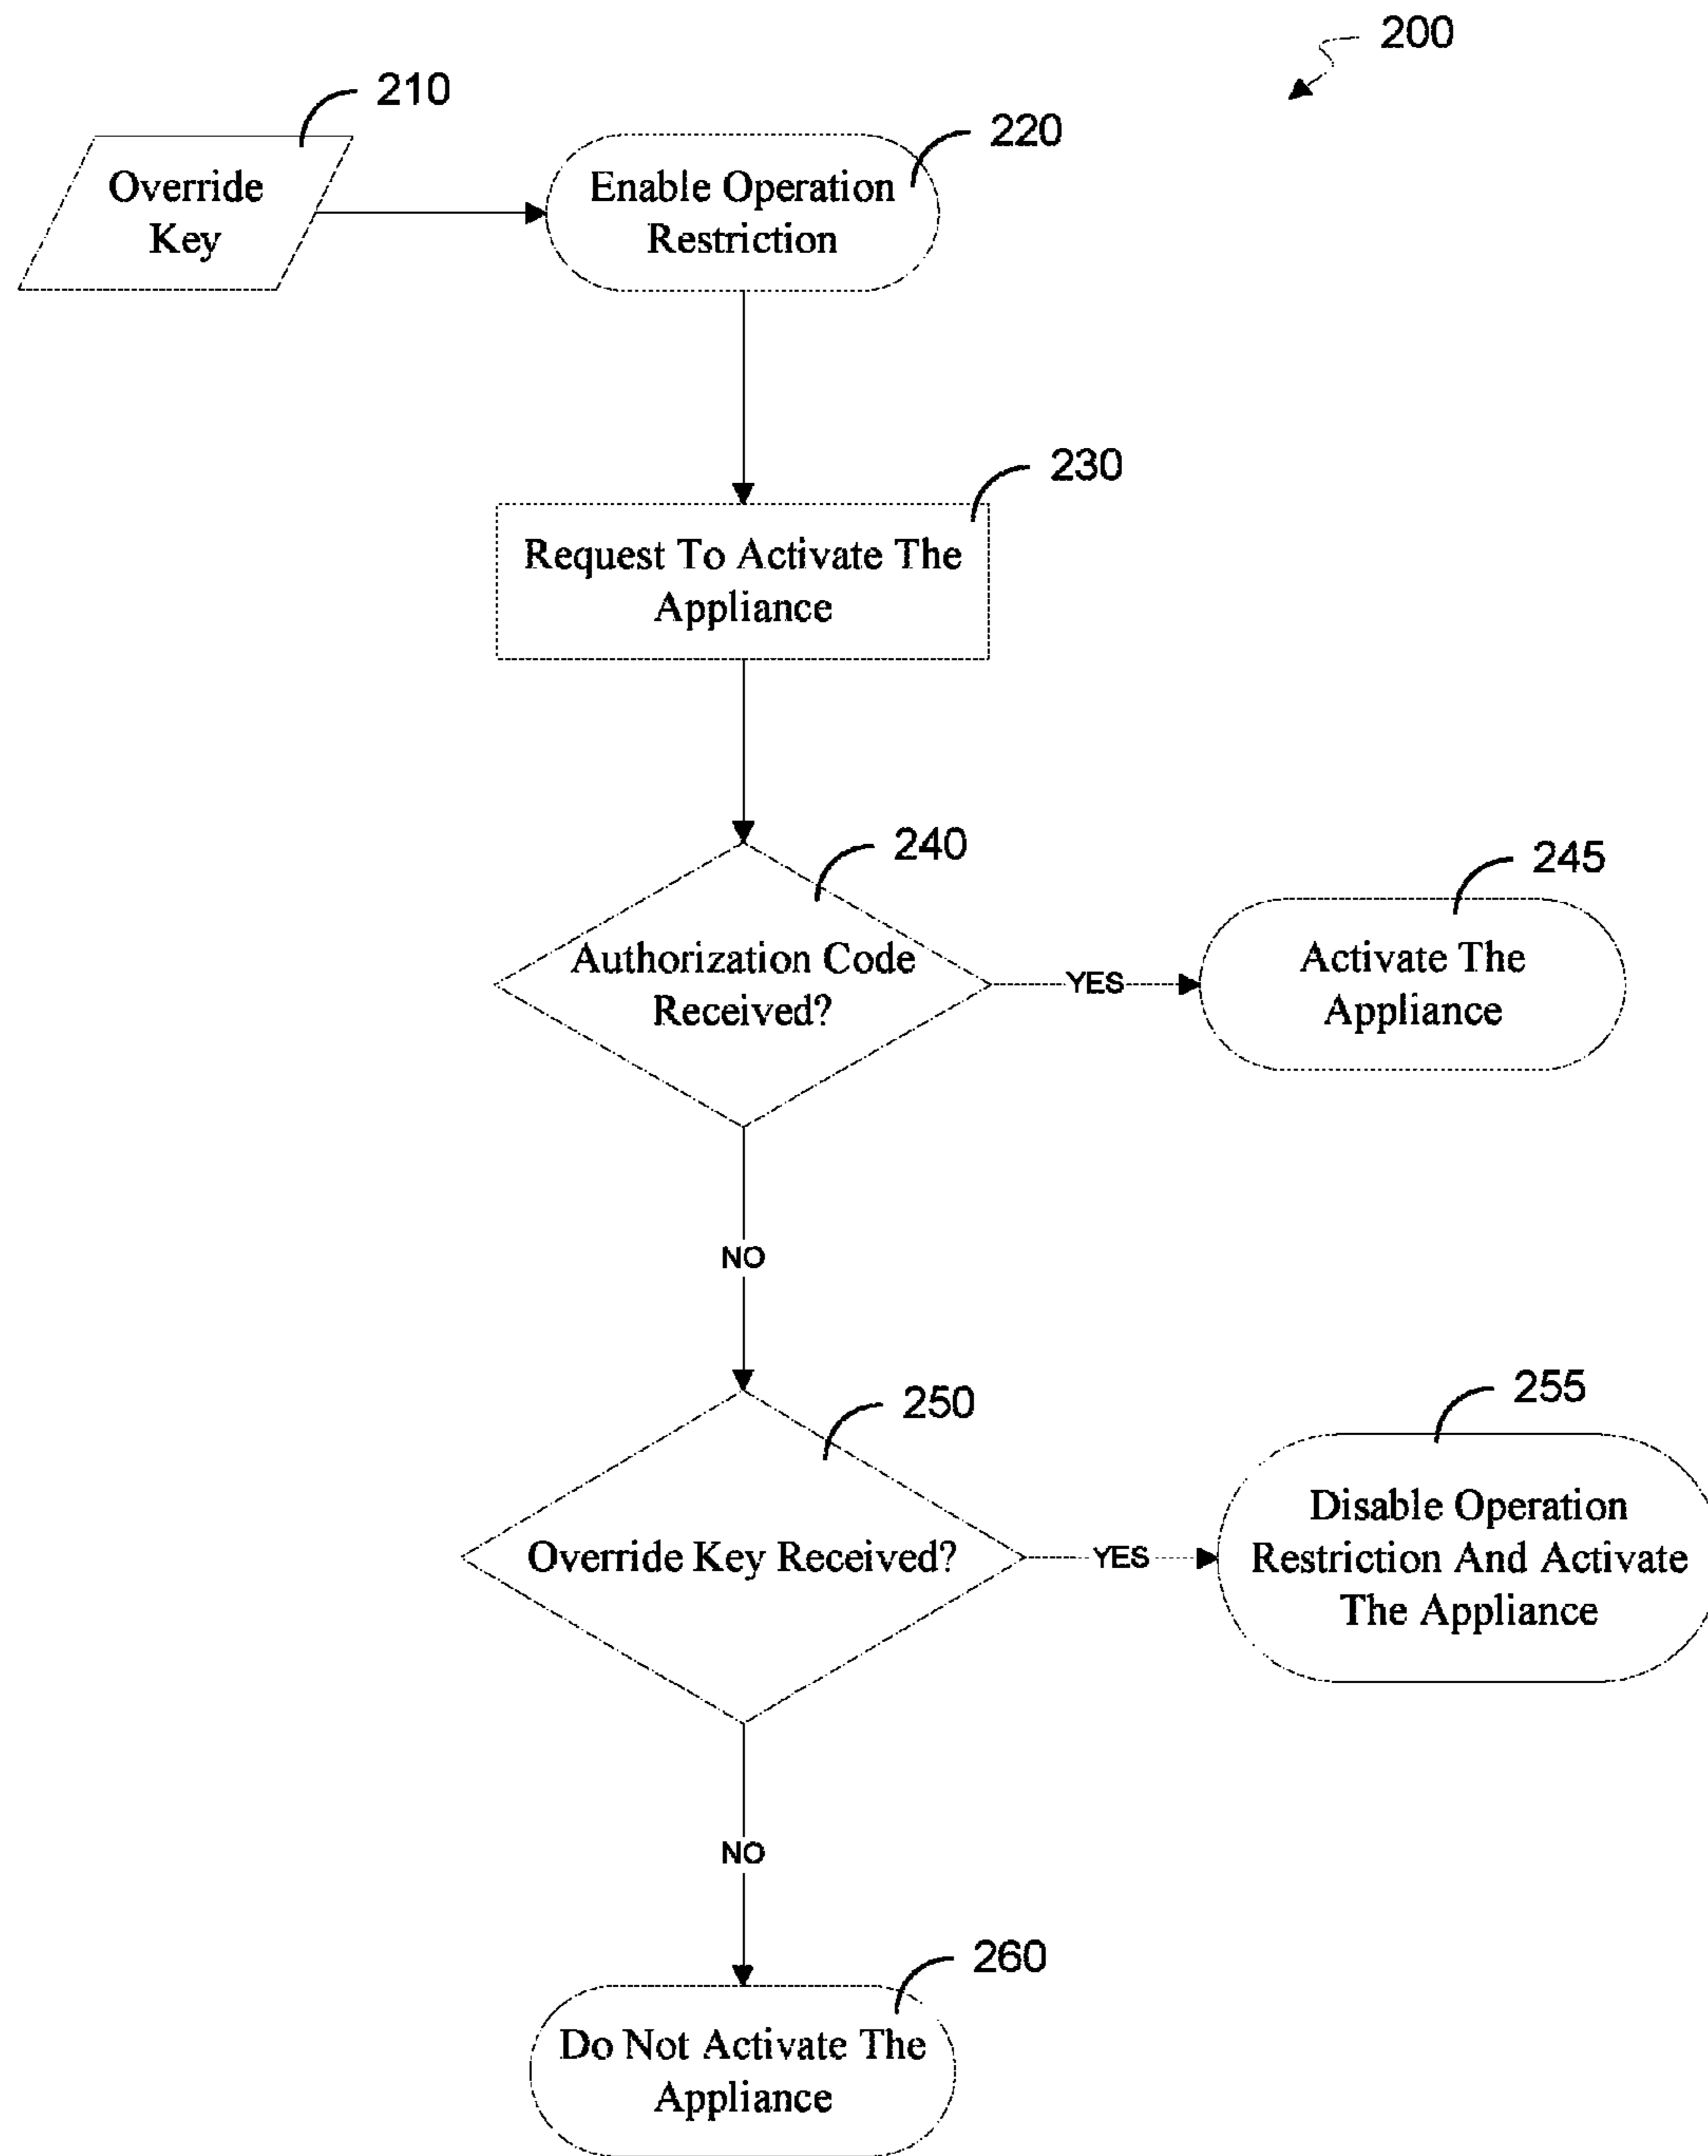 200
210
Override
Key
220
Enable Operation
Restriction
230
Request To Activate The
Appliance
240
Authorization Code
Received?
YES
245
Activate The
Appliance
NO
250
Override Key Received?
YES
255
Disable Operation
Restriction And Activate
The Appliance
NO
260
Do Not Activate The
Appliance